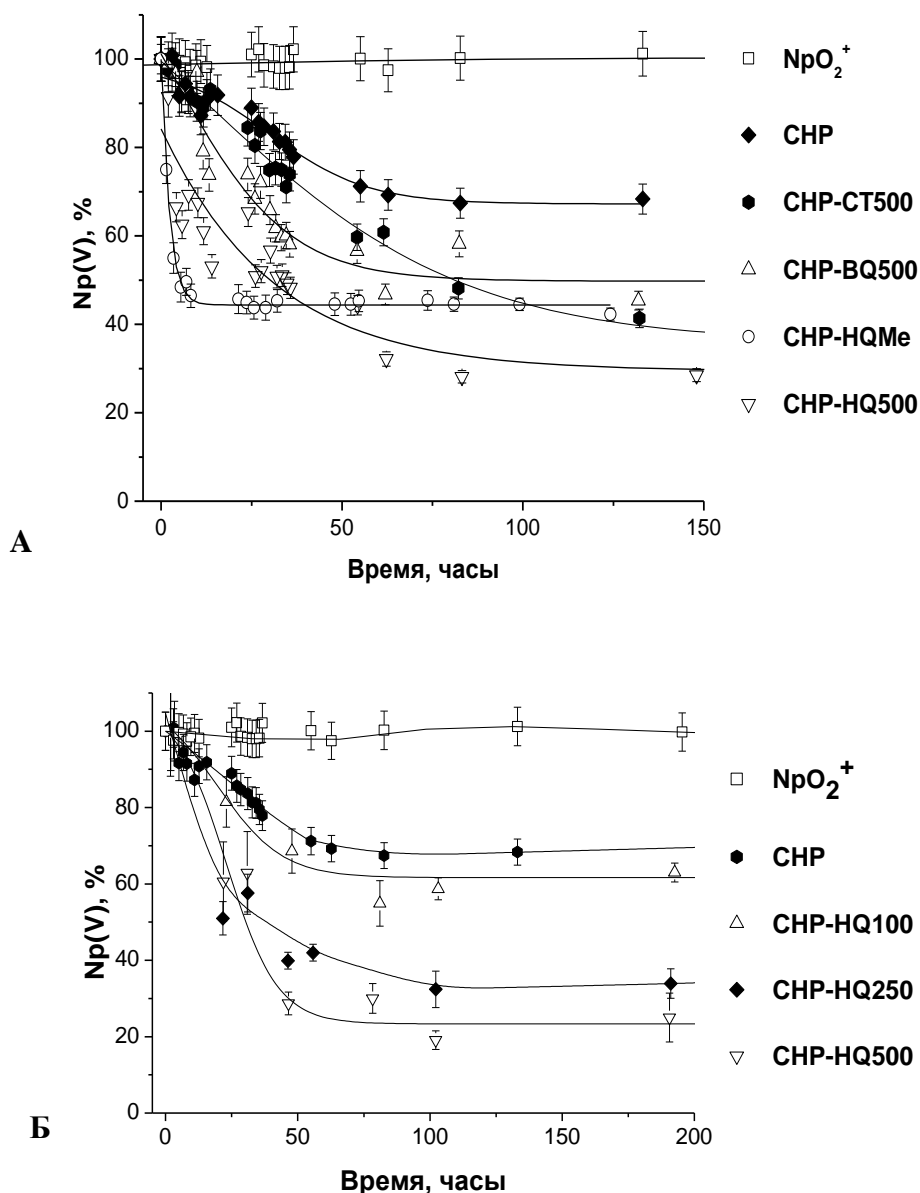 100
80
60
40
20
0
Np(V), %
0
50
100
150
Время, часы
NpO₂⁺
CHP
CHP-CT500
CHP-BQ500
CHP-HQMe
CHP-HQ500
А
100
80
60
40
20
0
Np(V), %
0
50
100
150
200
Время, часы
NpO₂⁺
CHP
CHP-HQ100
CHP-HQ250
CHP-HQ500
Б